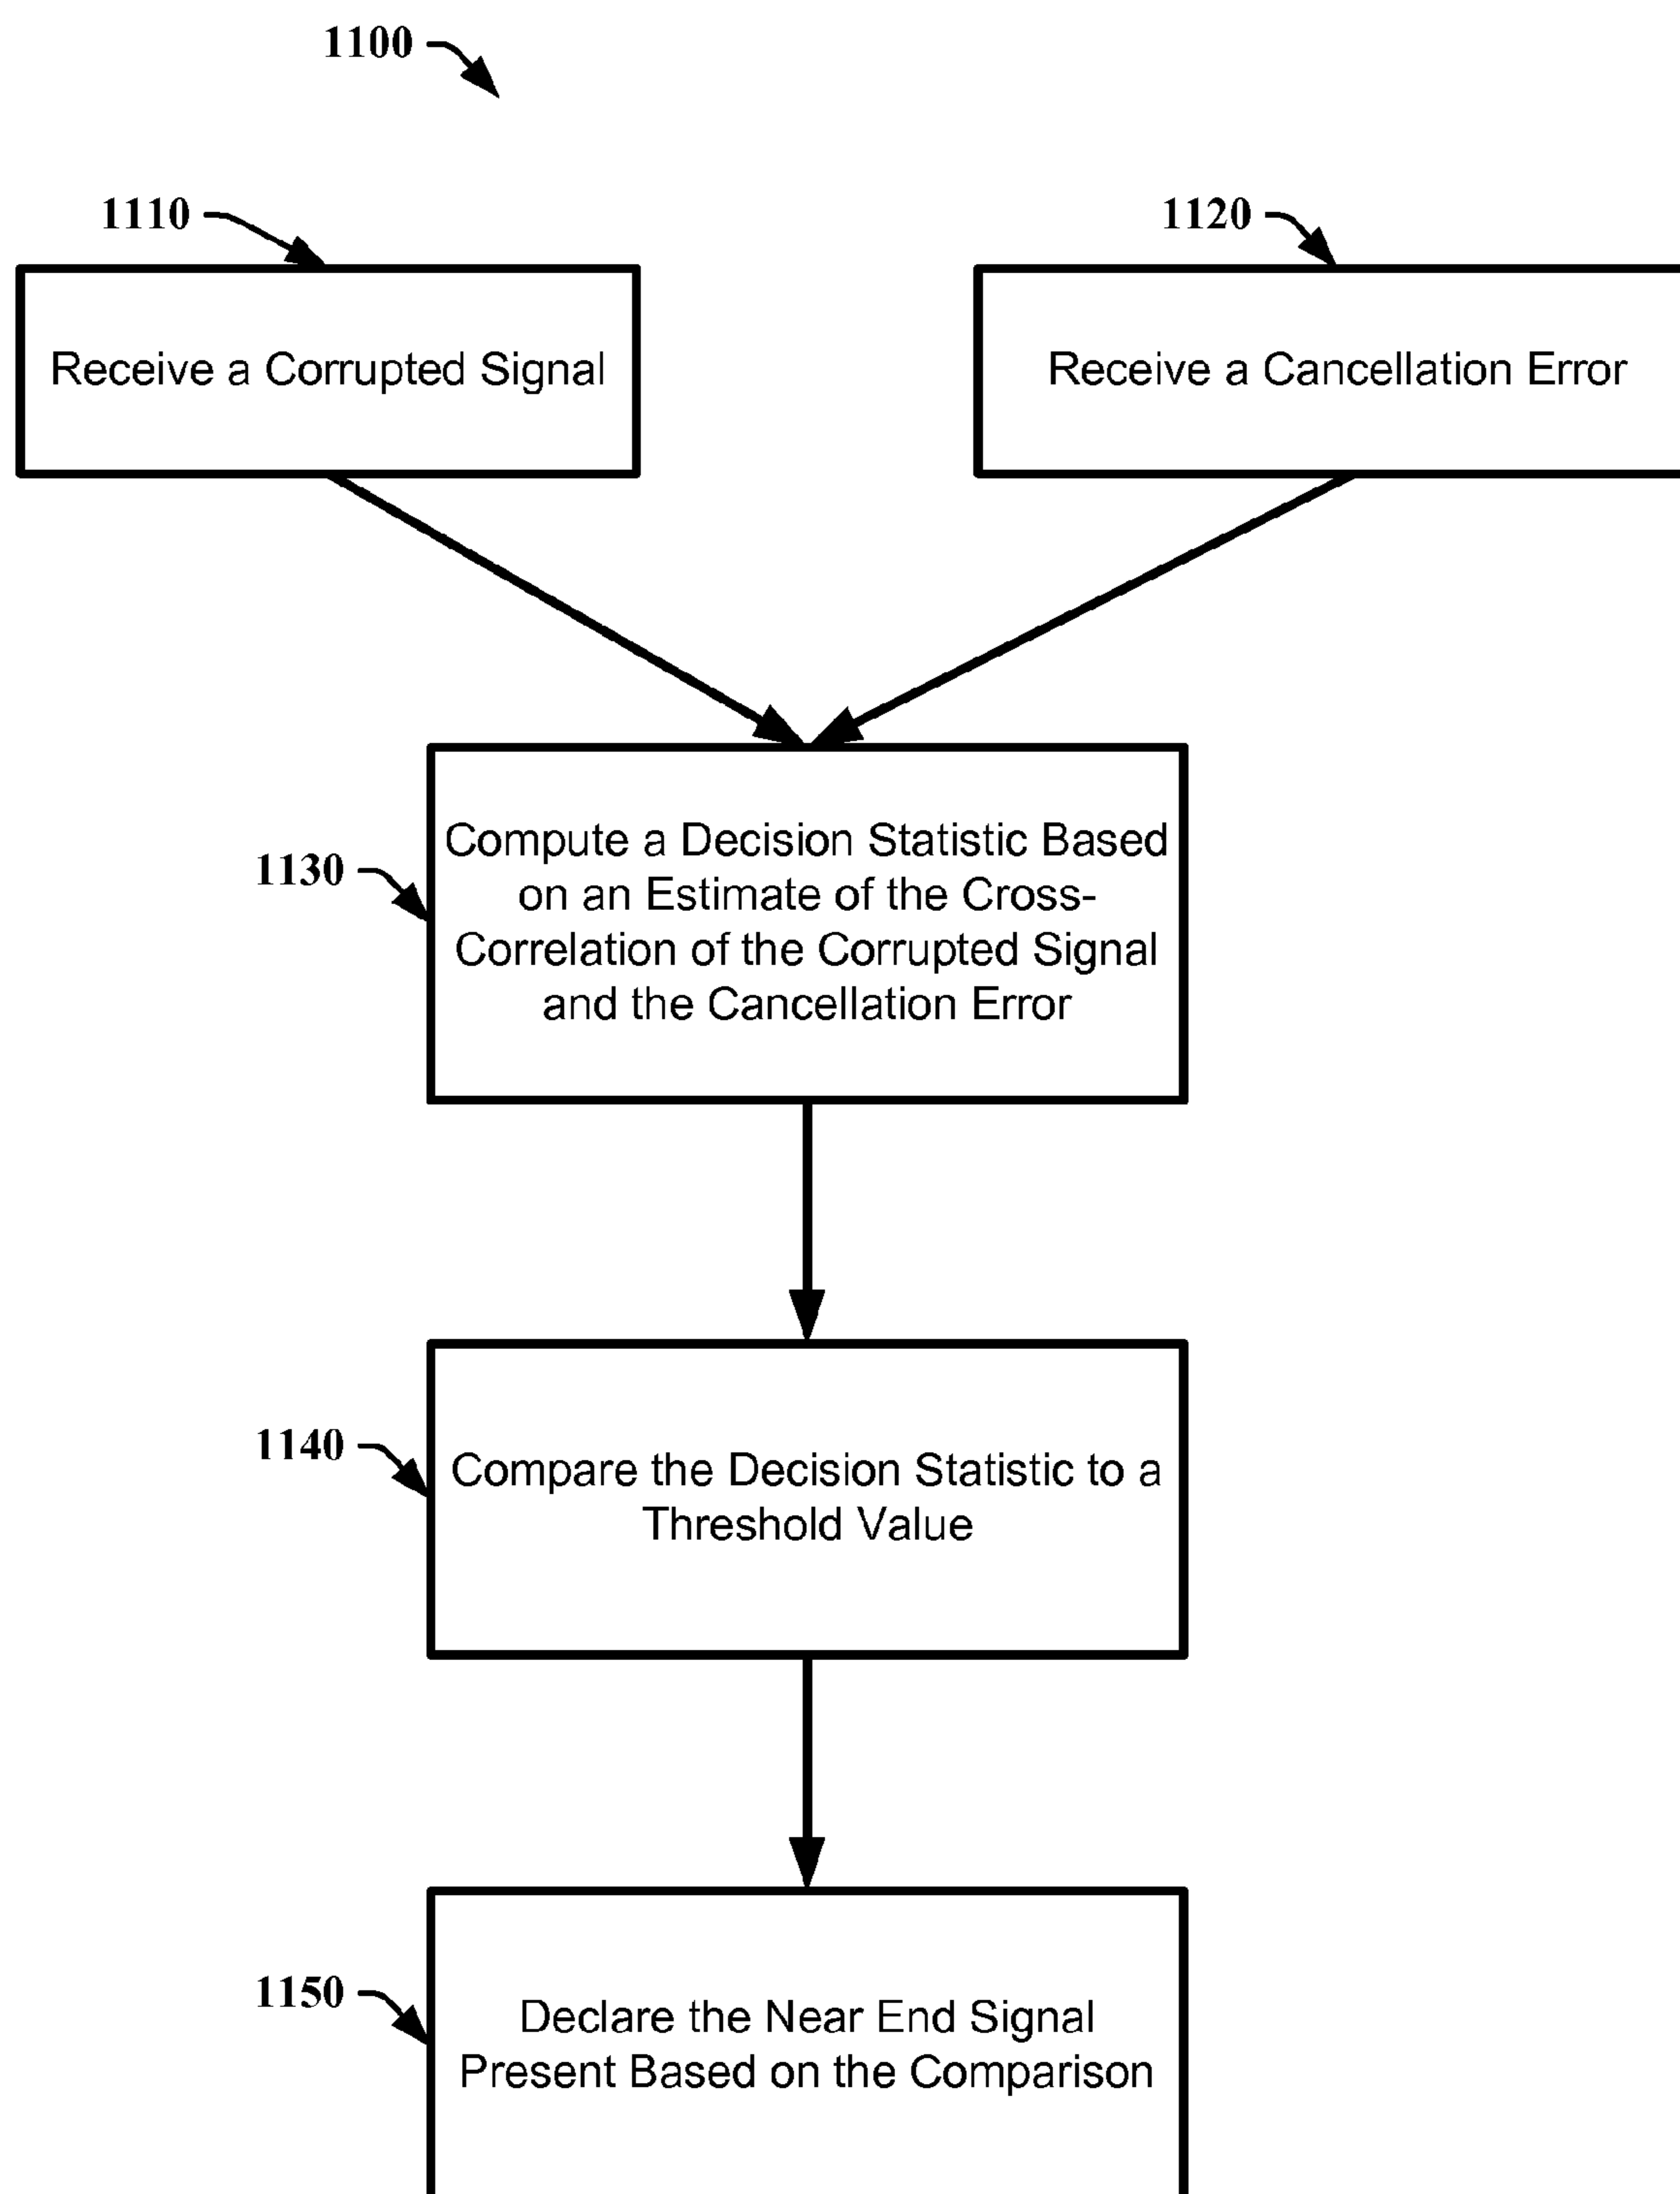 1100
1110
1120
Receive a Corrupted Signal
Receive a Cancellation Error
1130
Compute a Decision Statistic Based
on an Estimate of the Cross-
Correlation of the Corrupted Signal
and the Cancellation Error
1140
Compare the Decision Statistic to a
Threshold Value
1150
Declare the Near End Signal
Present Based on the Comparison